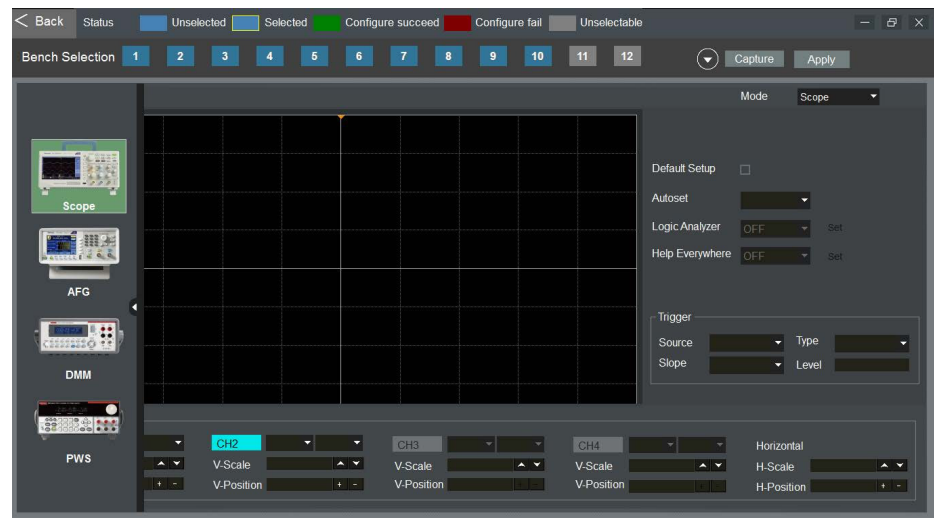 Back Status Unselected Selected Configure succeed Configure fail Unselectable
Bench Selection 1 2 3 4 5 6 7 8 9 10 11 12 Capture Apply
Mode Scope
Scope
AFG
DMM
PWS
Default Setup
Autoset
Logic Analyzer OFF Set
Help Everywhere OFF Set
Trigger
Source Type
Slope Level
CH2 CH3 CH4 Horizontal
V-Scale V-Scale V-Scale H-Scale
+ - V-Position + - V-Position V-Position H-Position + -